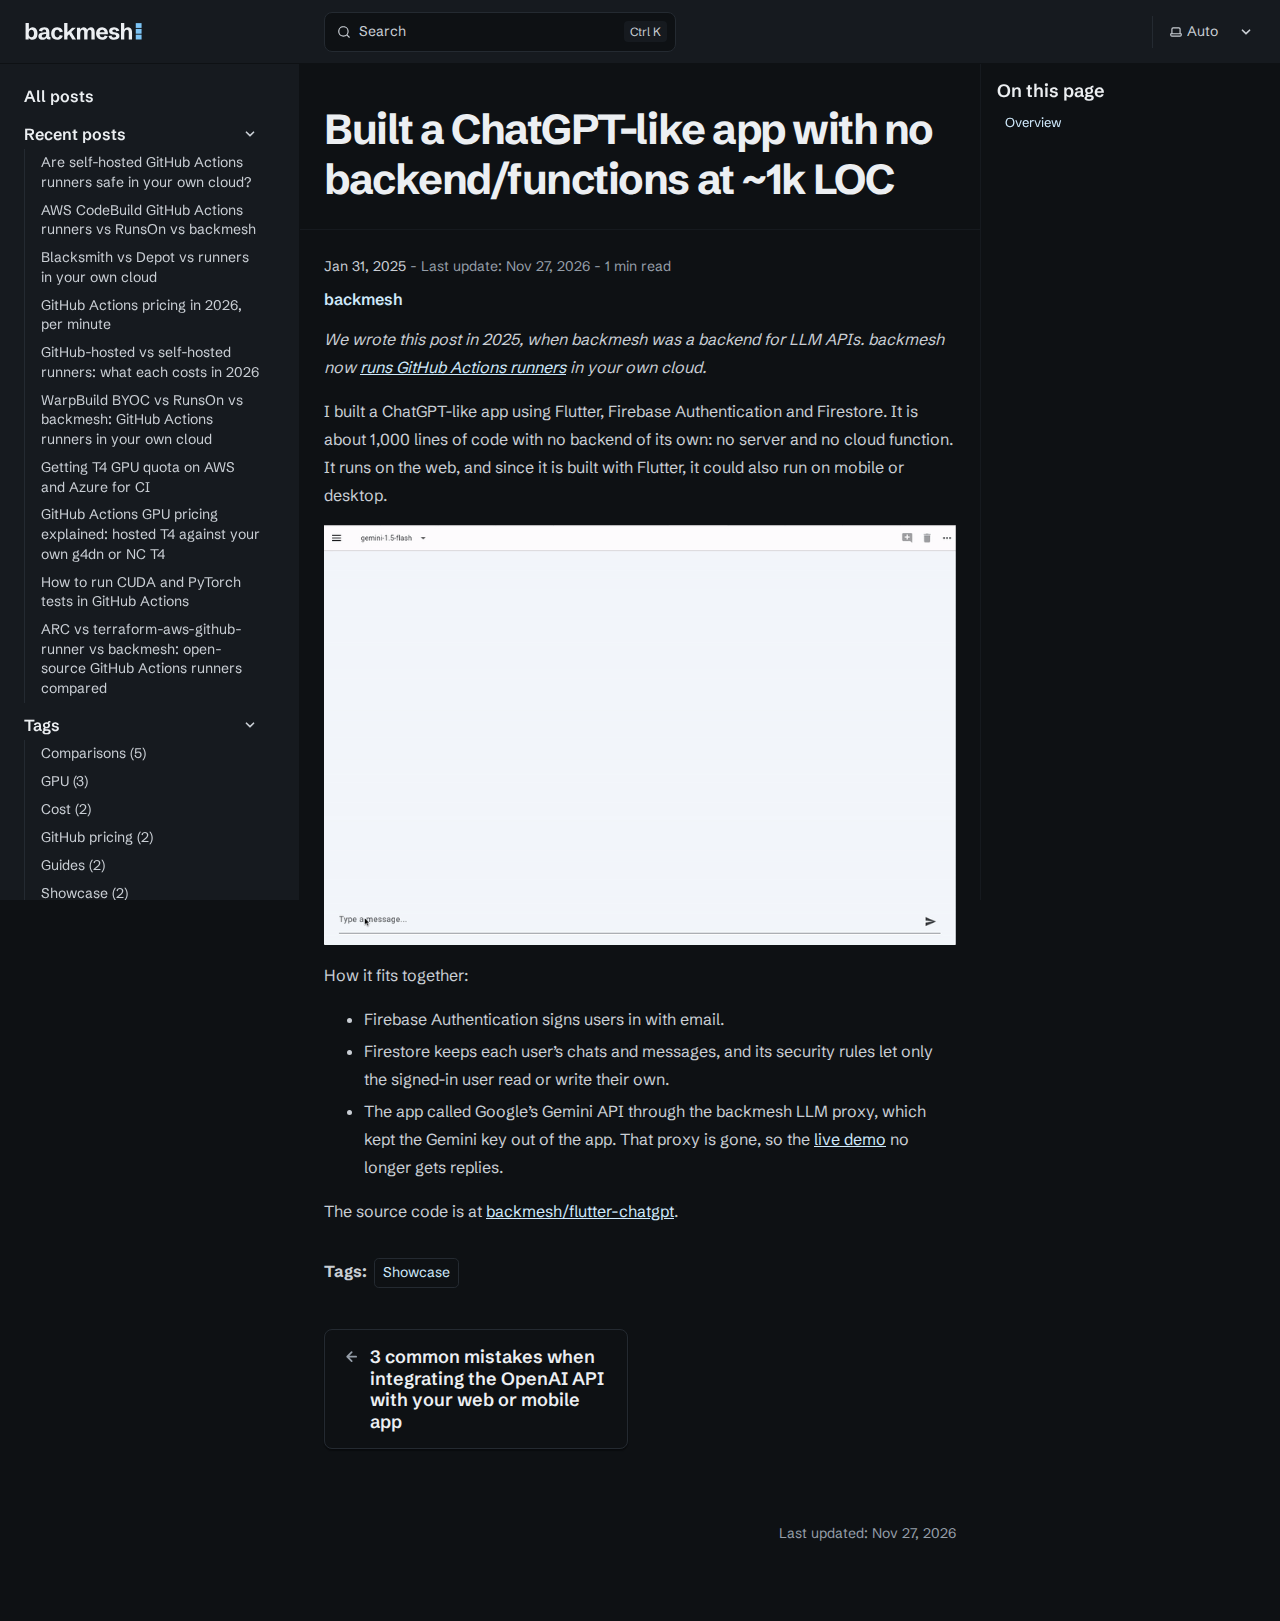 backmesh
Search
Ctrl K
Auto
All posts
Recent posts
Are self-hosted GitHub Actions
runners safe in your own cloud?
AWS CodeBuild GitHub Actions
runners vs RunsOn vs backmesh
Blacksmith vs Depot vs runners
in your own cloud
GitHub Actions pricing in 2026,
per minute
GitHub-hosted vs self-hosted
runners: what each costs in 2026
WarpBuild BYOC vs RunsOn vs
backmesh: GitHub Actions
runners in your own cloud
Getting T4 GPU quota on AWS
and Azure for CI
GitHub Actions GPU pricing
explained: hosted T4 against your
own g4dn or NC T4
How to run CUDA and PyTorch
tests in GitHub Actions
ARC vs terraform-aws-github-
runner vs backmesh: open-
source GitHub Actions runners
compared
Tags
Comparisons (5)
GPU (3)
Cost (2)
GitHub pricing (2)
Guides (2)
Showcase (2)
Built a ChatGPT-like app with no
backend/functions at ~1k LOC
Jan 31, 2025 - Last update: Nov 27, 2026 - 1 min read
backmesh
We wrote this post in 2025, when backmesh was a backend for LLM APIs. backmesh
now runs GitHub Actions runners in your own cloud.
I built a ChatGPT-like app using Flutter, Firebase Authentication and Firestore. It is
about 1,000 lines of code with no backend of its own: no server and no cloud function.
It runs on the web, and since it is built with Flutter, it could also run on mobile or
desktop.
gemini-1.5-flash
Type a message...
How it fits together:
Firebase Authentication signs users in with email.
Firestore keeps each user’s chats and messages, and its security rules let only
the signed-in user read or write their own.
The app called Google’s Gemini API through the backmesh LLM proxy, which
kept the Gemini key out of the app. That proxy is gone, so the live demo no
longer gets replies.
The source code is at backmesh/flutter-chatgpt.
Tags: Showcase
3 common mistakes when
integrating the OpenAI API
with your web or mobile
app
Last updated: Nov 27, 2026
On this page
Overview